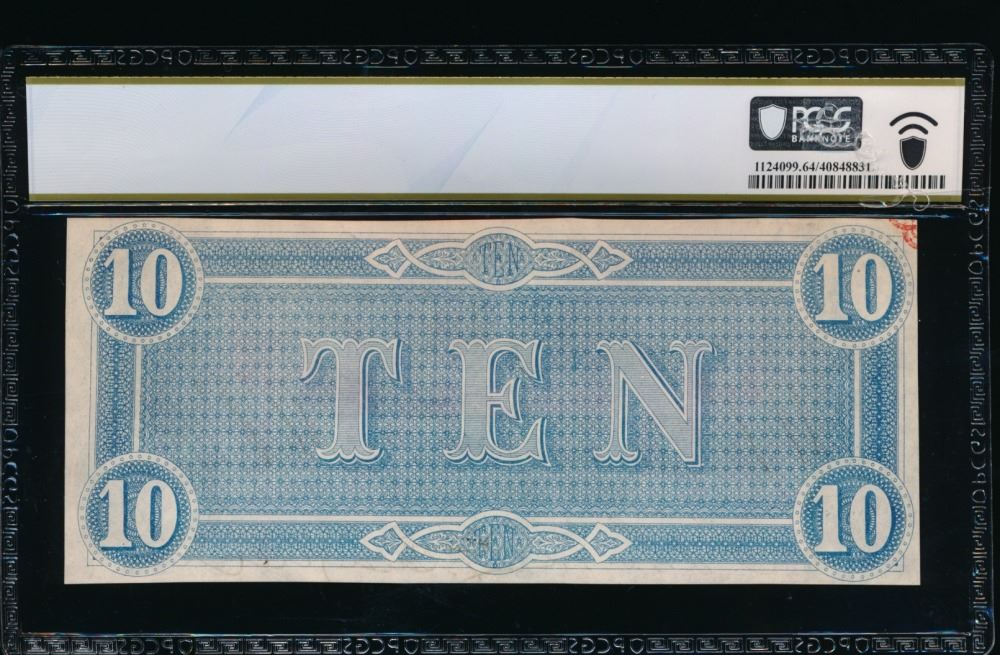 PCGS
BANKNOTE
1124099.64/40848831
10 TEN 10
TEN
10 TEN 10